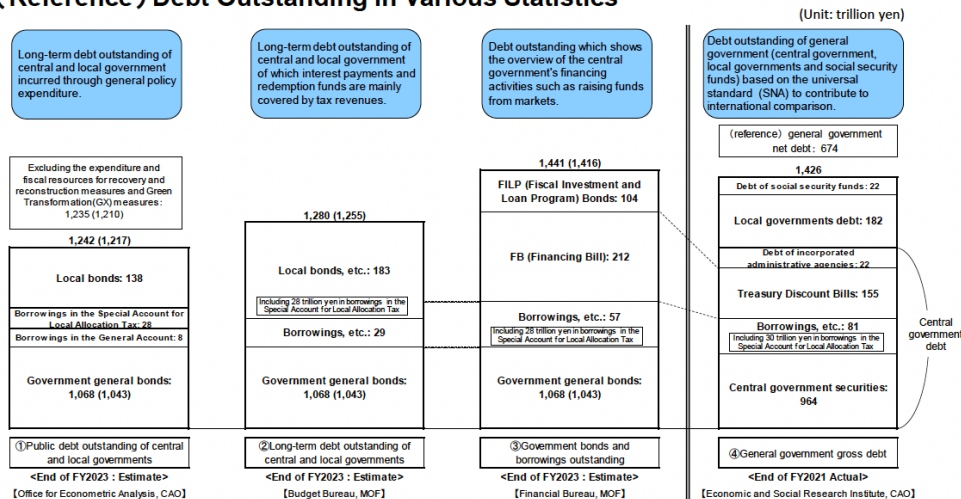 (Reference) Debt Outstanding in Various Statistics
(Unit: trillion yen)
Long-term debt outstanding of
central and local government
incurred through general policy
expenditure.
Long-term debt outstanding of
central and local government
of which interest payments and
redemption funds are mainly
covered by tax revenues.
Debt outstanding which shows
the overview of the central
government's financing
activities such as raising funds
from markets.
Debt outstanding of general
government (central government,
local governments and social security
funds) based on the universal
standard (SNA) to contribute to
international comparison.
(reference) general government
net debt: 674
Excluding the expenditure and
fiscal resources for recovery and
reconstruction measures and Green
Transformation(GX) measures:
1,235 (1,210)
1,242 (1,217)
Local bonds: 138
Borrowings in the Special Account for
Local Allocation Tax: 28
Borrowings in the General Account: 8
Government general bonds:
1,068 (1,043)
①Public debt outstanding of central
and local governments
<End of FY2023 : Estimate>
【Office for Econometric Analysis, CAO】
1,280 (1,255)
Local bonds, etc.: 183
Including 28 trillion yen in borrowings in the
Special Account for Local Allocation Tax
Borrowings, etc.: 29
Government general bonds:
1,068 (1,043)
②Long-term debt outstanding of
central and local governments
<End of FY2023 : Estimate>
【Budget Bureau, MOF】
1,441 (1,416)
FILP (Fiscal Investment and
Loan Program) Bonds: 104
FB (Financing Bill): 212
Borrowings, etc.: 57
Including 28 trillion yen in borrowings in the
Special Account for Local Allocation Tax
Government general bonds:
1,068 (1,043)
③Government bonds and
borrowings outstanding
<End of FY2023 : Estimate>
【Financial Bureau, MOF】
1,426
Debt of social security funds: 22
Local governments debt: 182
Debt of incorporated
administrative agencies: 22
Treasury Discount Bills: 155
Borrowings, etc.: 81
Including 30 trillion yen in borrowings in the
Special Account for Local Allocation Tax
Central government securities:
964
Central
government
debt
④General government gross debt
<End of FY2021 Actual>
【Economic and Social Research Institute, CAO】